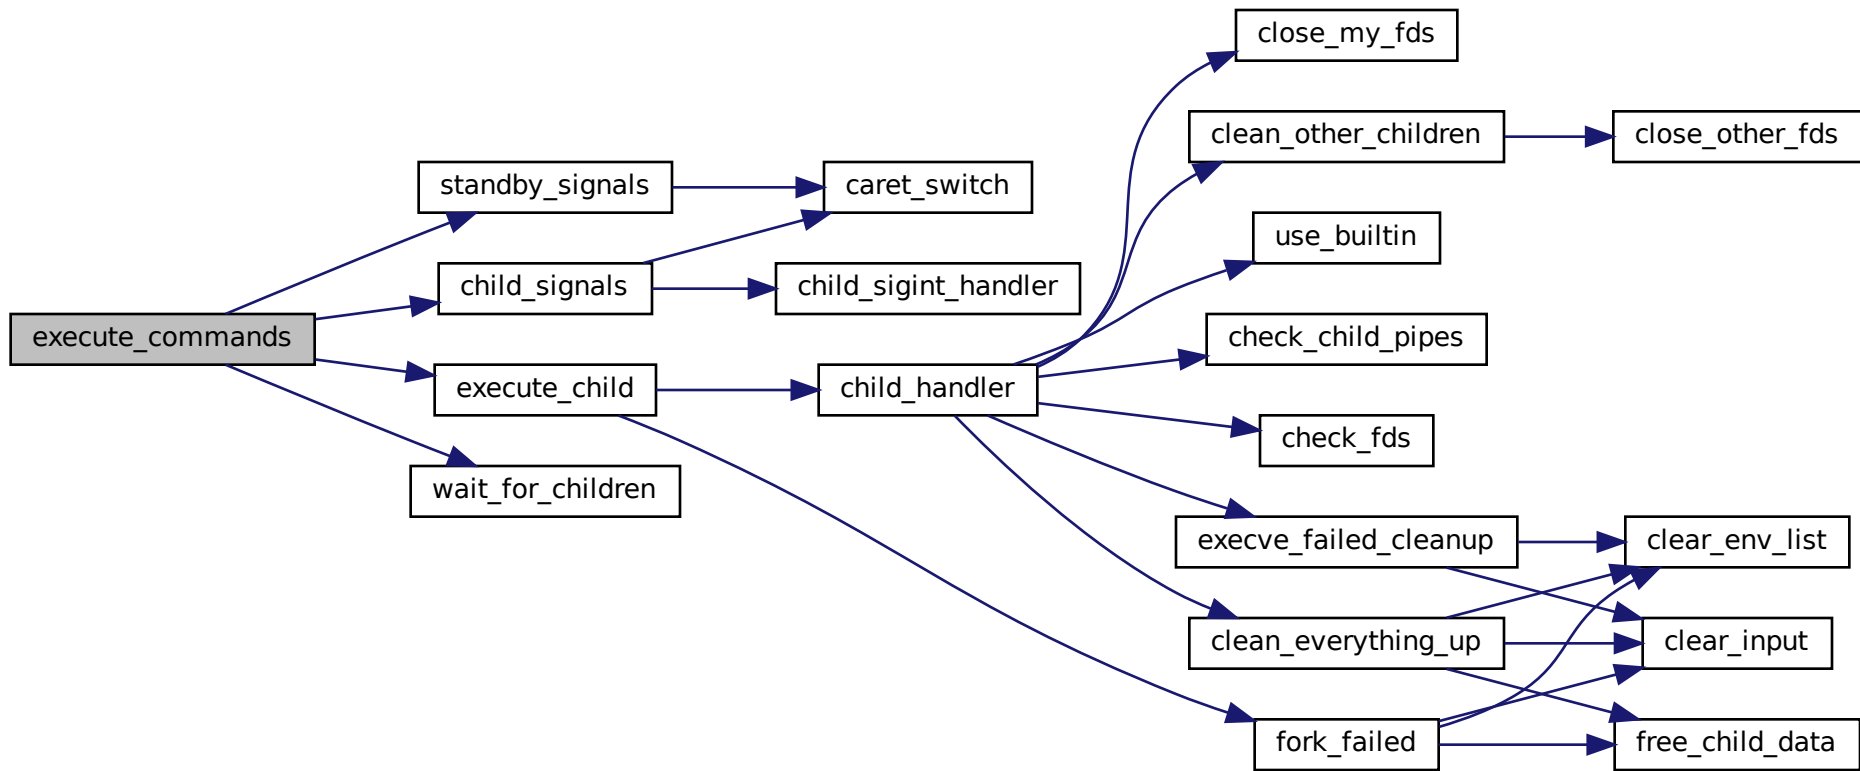 close_my_fds
clean_other_children
close_other_fds
standby_signals
caret_switch
use_builtin
child_signals
child_sigint_handler
execute_commands
check_child_pipes
execute_child
child_handler
check_fds
wait_for_children
execve_failed_cleanup
clear_env_list
clean_everything_up
clear_input
fork_failed
free_child_data